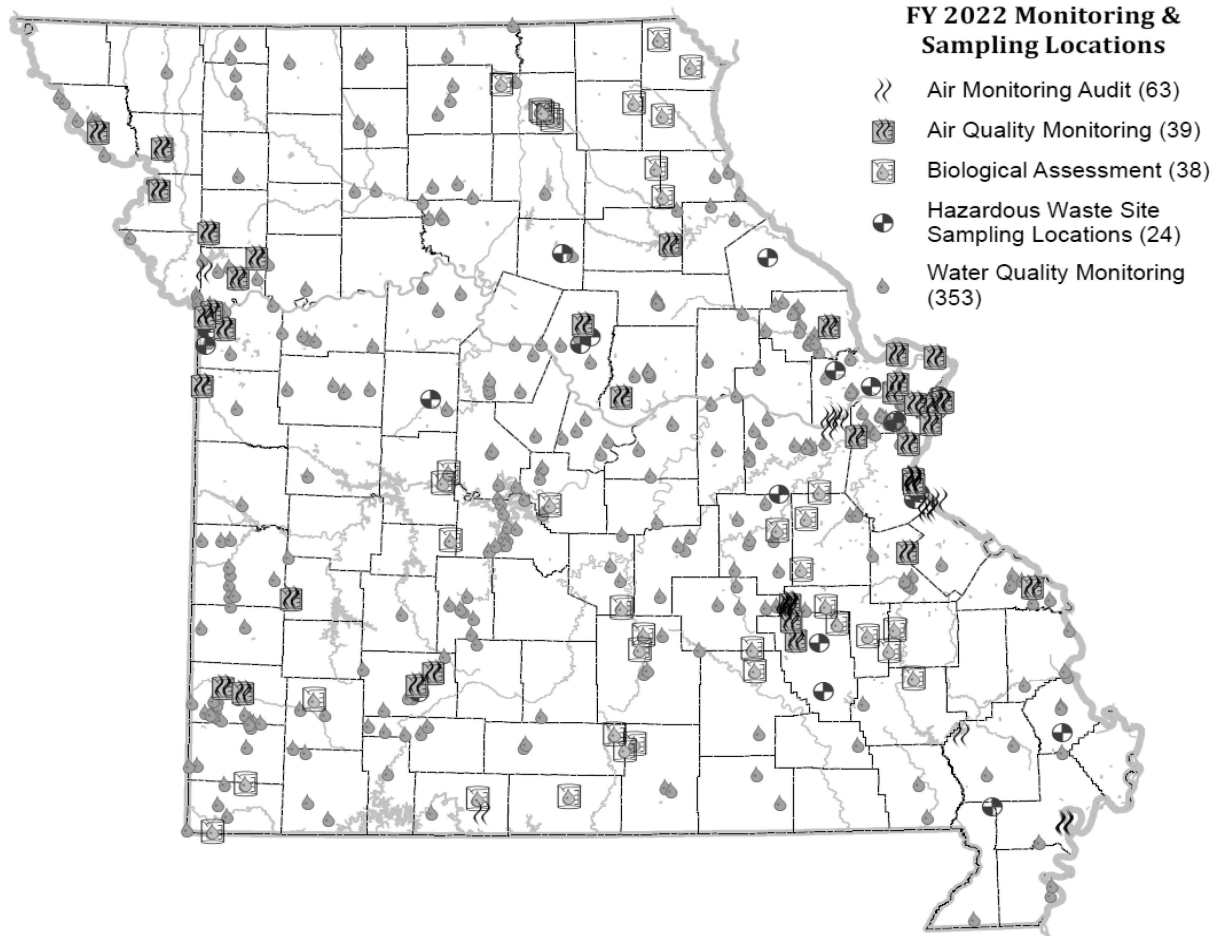 FY 2022 Monitoring &
Sampling Locations
Air Monitoring Audit (63)
Air Quality Monitoring (39)
Biological Assessment (38)
Hazardous Waste Site
Sampling Locations (24)
Water Quality Monitoring
(353)